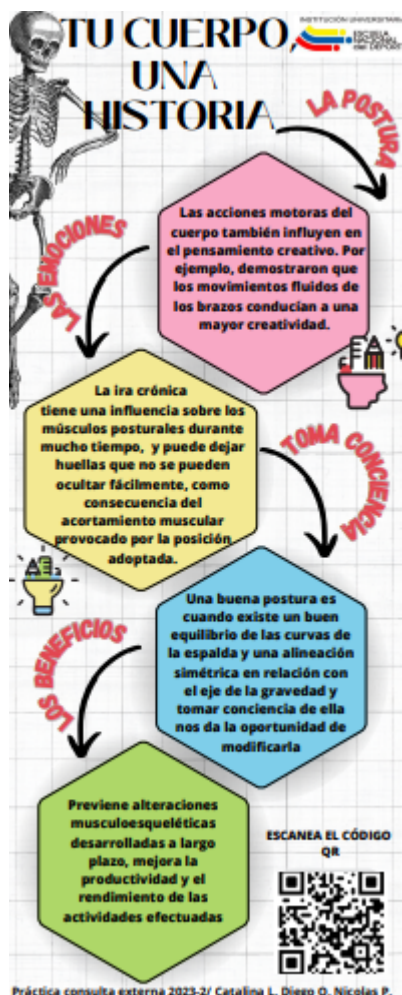 TU CUERPO,
UNA
HISTORIA
INSTITUCIÓN UNIVERSITARIA
ESCUELA
NACIONAL
del DEPORTE
LA POSTURA
Las acciones motoras del
cuerpo también influyen en
el pensamiento creativo. Por
ejemplo, demostraron que
los movimientos fluidos de
los brazos conducían a una
mayor creatividad.
LAS EMOCIONES
La ira crónica
tiene una influencia sobre los
músculos posturales durante
mucho tiempo, y puede dejar
huellas que no se pueden
ocultar fácilmente, como
consecuencia del
acortamiento muscular
provocado por la posición
adoptada.
TOMA CONCIENCIA
Una buena postura es
cuando existe un buen
equilibrio de las curvas de
la espalda y una alineación
simétrica en relación con
el eje de la gravedad y
tomar conciencia de ella
nos da la oportunidad de
modificarla
LOS BENEFICIOS
Previene alteraciones
musculoesqueléticas
desarrolladas a largo
plazo, mejora la
productividad y el
rendimiento de las
actividades efectuadas
ESCANEA EL CÓDIGO
QR
Práctica consulta externa 2023-2/ Catalina L. Diego O. Nicolas P.